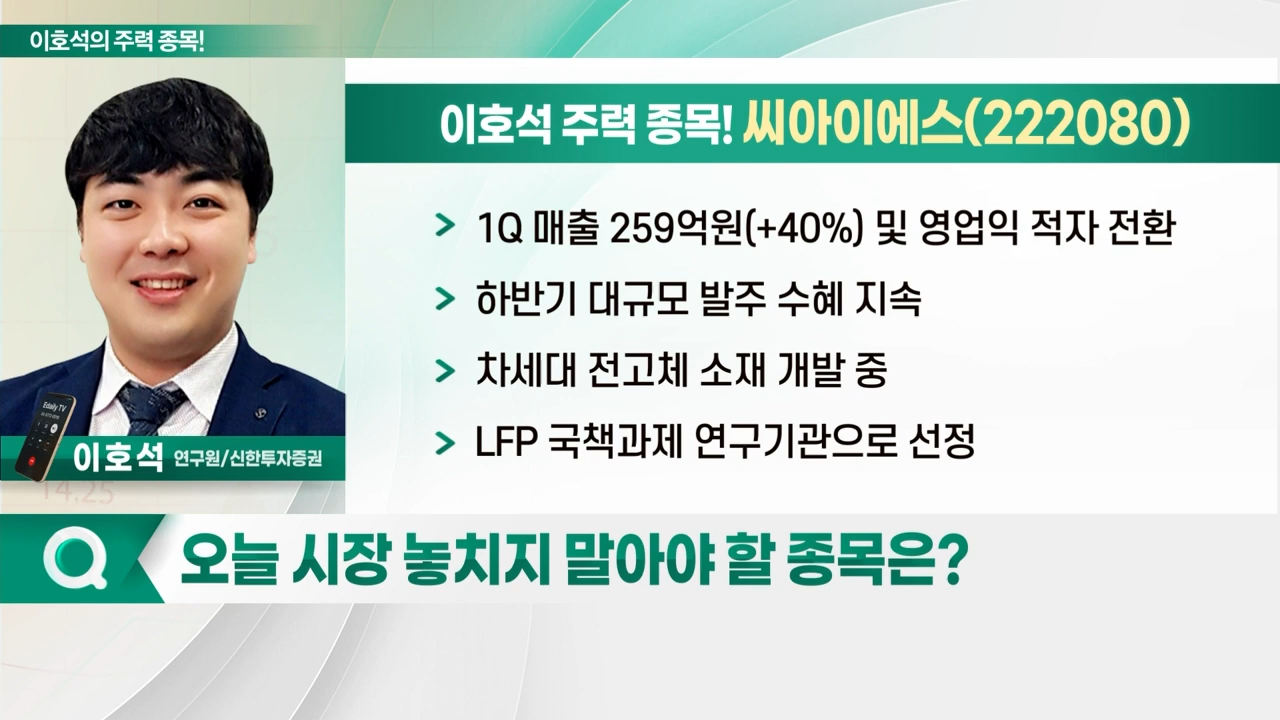 이호석의 주력 종목!
이호석 주력 종목! 씨아이에스(222080)
1Q 매출 259억원(+40%) 및 영업익 적자 전환
하반기 대규모 발주 수혜 지속
차세대 전고체 소재 개발 중
LFP 국책과제 연구기관으로 선정
Edaily TV
이호석 연구원/신한투자증권
14.25
오늘 시장 놓치지 말아야 할 종목은?